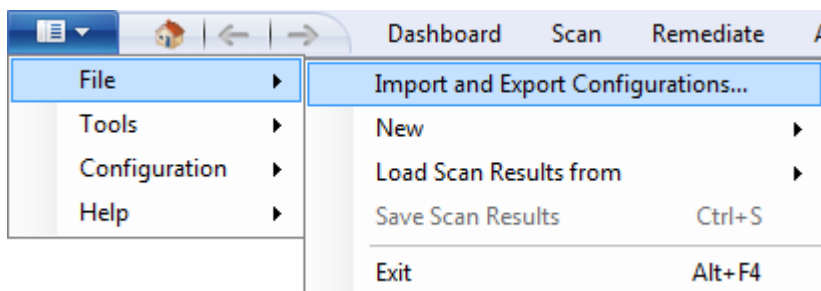 Dashboard Scan Remediate
File
Tools
Configuration
Help
Import and Export Configurations...
New
Load Scan Results from
Save Scan Results Ctrl+S
Exit Alt+F4